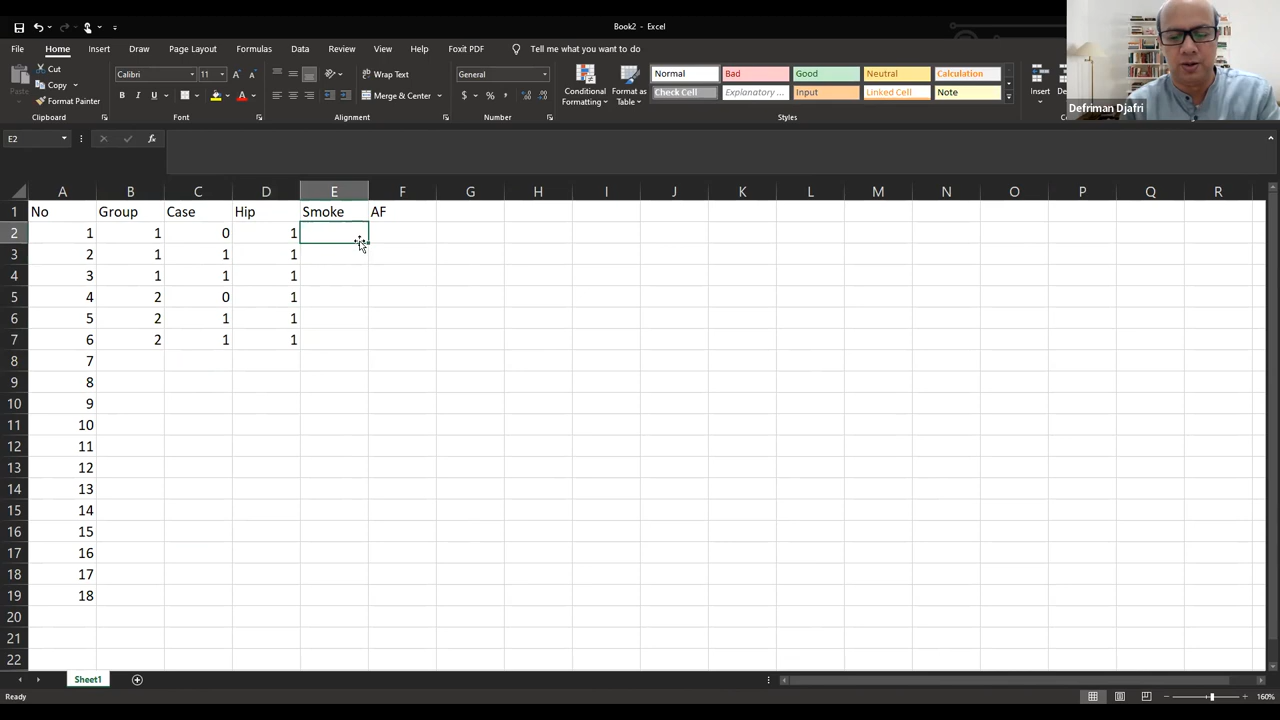 Book2 - Excel
File Home Insert Draw Page Layout Formulas Data Review View Help Foxit PDF Tell me what you want to do
Cut
Copy
Format Painter
Paste
Clipboard
Calibri 11
B I U
Font
Wrap Text
Merge & Center
Alignment
General
$ % ,
Number
Conditional Formatting
Format as Table
Normal Bad Good Neutral Calculation
Check Cell Explanatory ... Input Linked Cell Note
Styles
Insert
Defriman Djafri
E2
fx
A B C D E F G H I J K L M N O P Q R
1 No Group Case Hip Smoke AF
2 1 1 0 1
3 2 1 1 1
4 3 1 1 1
5 4 2 0 1
6 5 2 1 1
7 6 2 1 1
8 7
9 8
10 9
11 10
12 11
13 12
14 13
15 14
16 15
17 16
18 17
19 18
20
21
22
Sheet1
Ready
160%